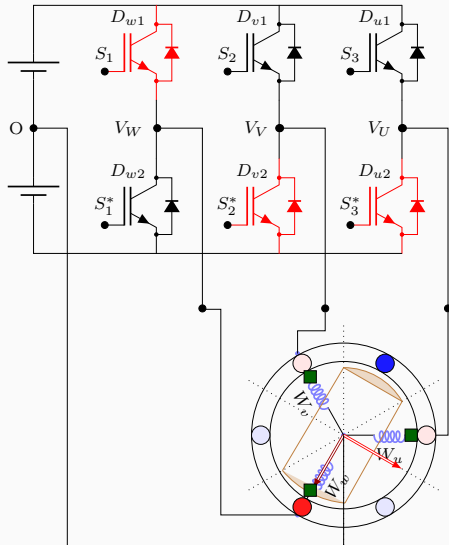 D_{w1} D_{v1} D_{u1}
S_1 S_2 S_3
O V_W V_V V_U
D_{w2} D_{v2} D_{u2}
S_1^* S_2^* S_3^*
W_v
W_u
W_w